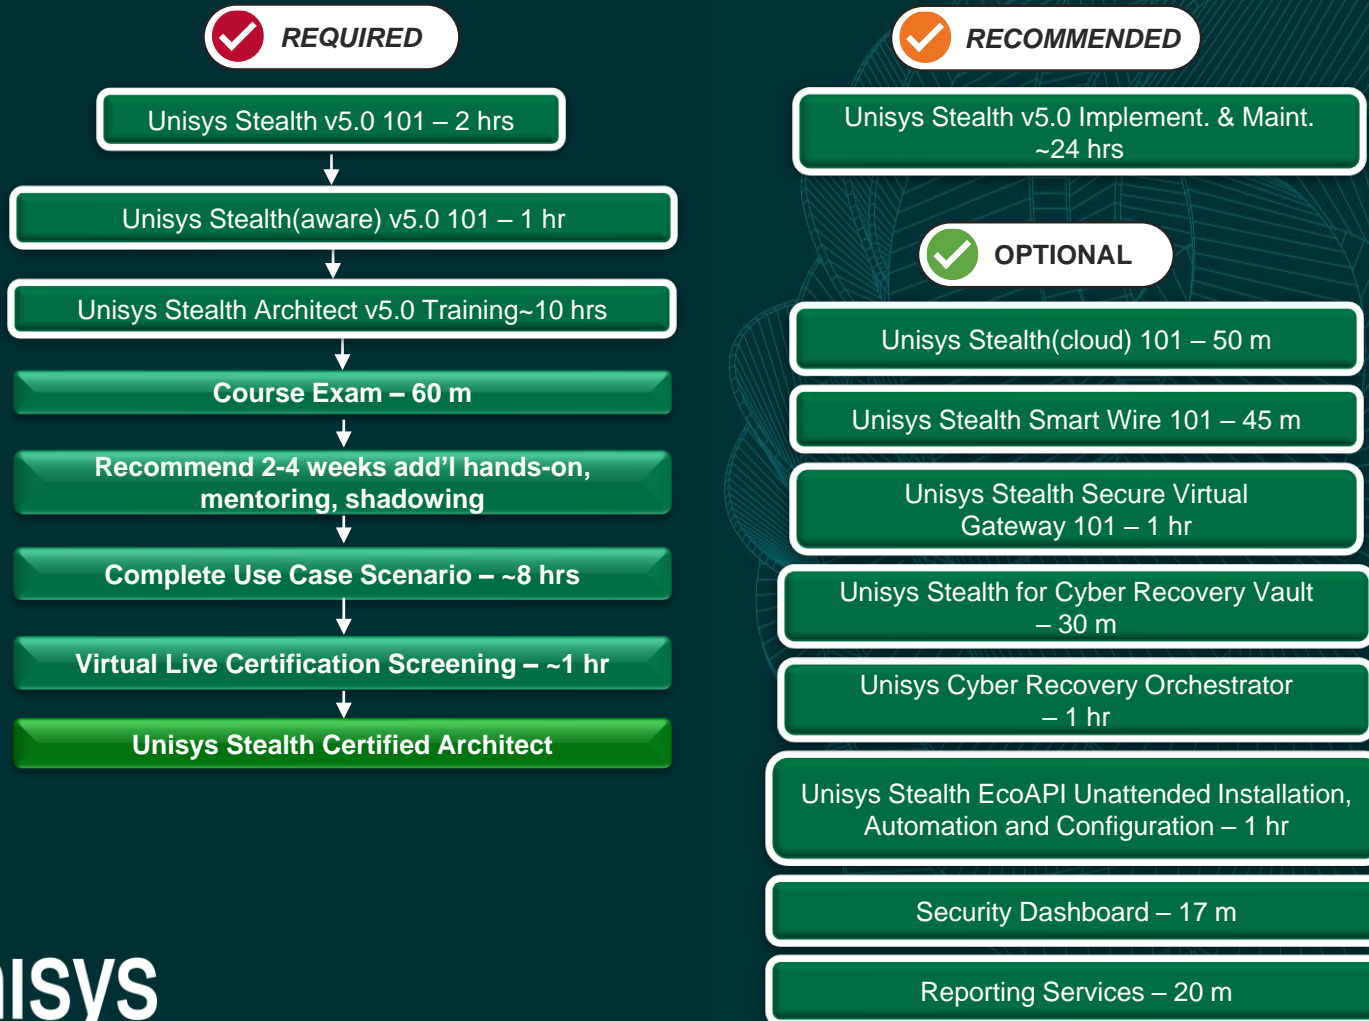 REQUIRED
Unisys Stealth v5.0 101 – 2 hrs
Unisys Stealth(aware) v5.0 101 – 1 hr
Unisys Stealth Architect v5.0 Training~10 hrs
Course Exam – 60 m
Recommend 2-4 weeks add’l hands-on,
mentoring, shadowing
Complete Use Case Scenario – ~8 hrs
Virtual Live Certification Screening – ~1 hr
Unisys Stealth Certified Architect
RECOMMENDED
Unisys Stealth v5.0 Implement. & Maint.
~24 hrs
OPTIONAL
Unisys Stealth(cloud) 101 – 50 m
Unisys Stealth Smart Wire 101 – 45 m
Unisys Stealth Secure Virtual
Gateway 101 – 1 hr
Unisys Stealth for Cyber Recovery Vault
– 30 m
Unisys Cyber Recovery Orchestrator
– 1 hr
Unisys Stealth EcoAPI Unattended Installation,
Automation and Configuration – 1 hr
Security Dashboard – 17 m
Reporting Services – 20 m